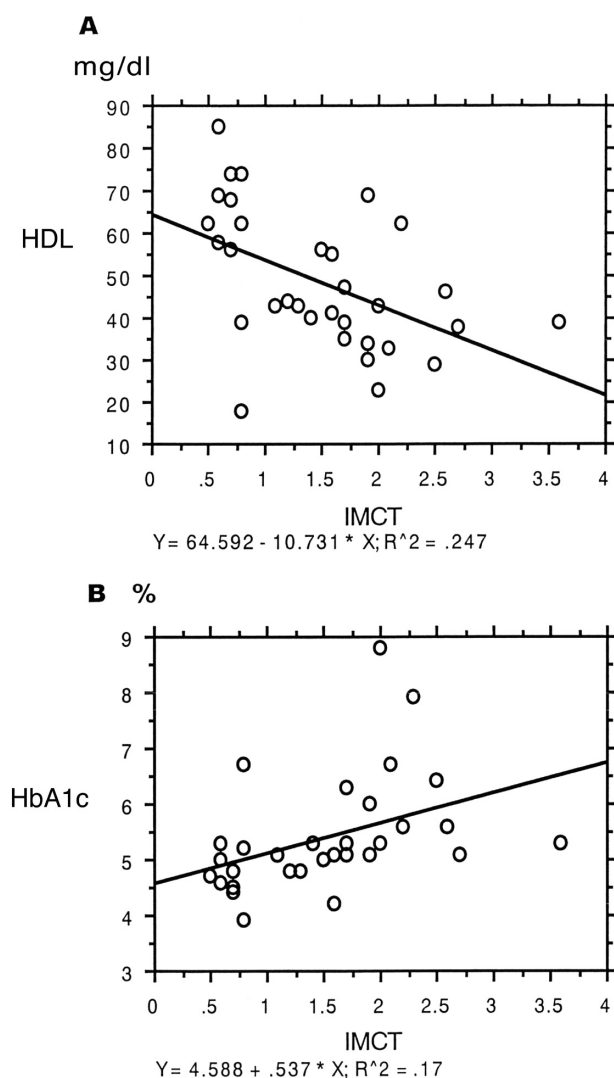 A
mg/dl
90
80
70
60
HDL
50
40
30
20
10
0 .5 1 1.5 2 2.5 3 3.5 4
IMCT
Y= 64.592 - 10.731 * X; R^2 = .247
B %
9
8
7
HbA1c
6
5
4
3
0 .5 1 1.5 2 2.5 3 3.5 4
IMCT
Y= 4.588 + .537 * X; R^2 = .17